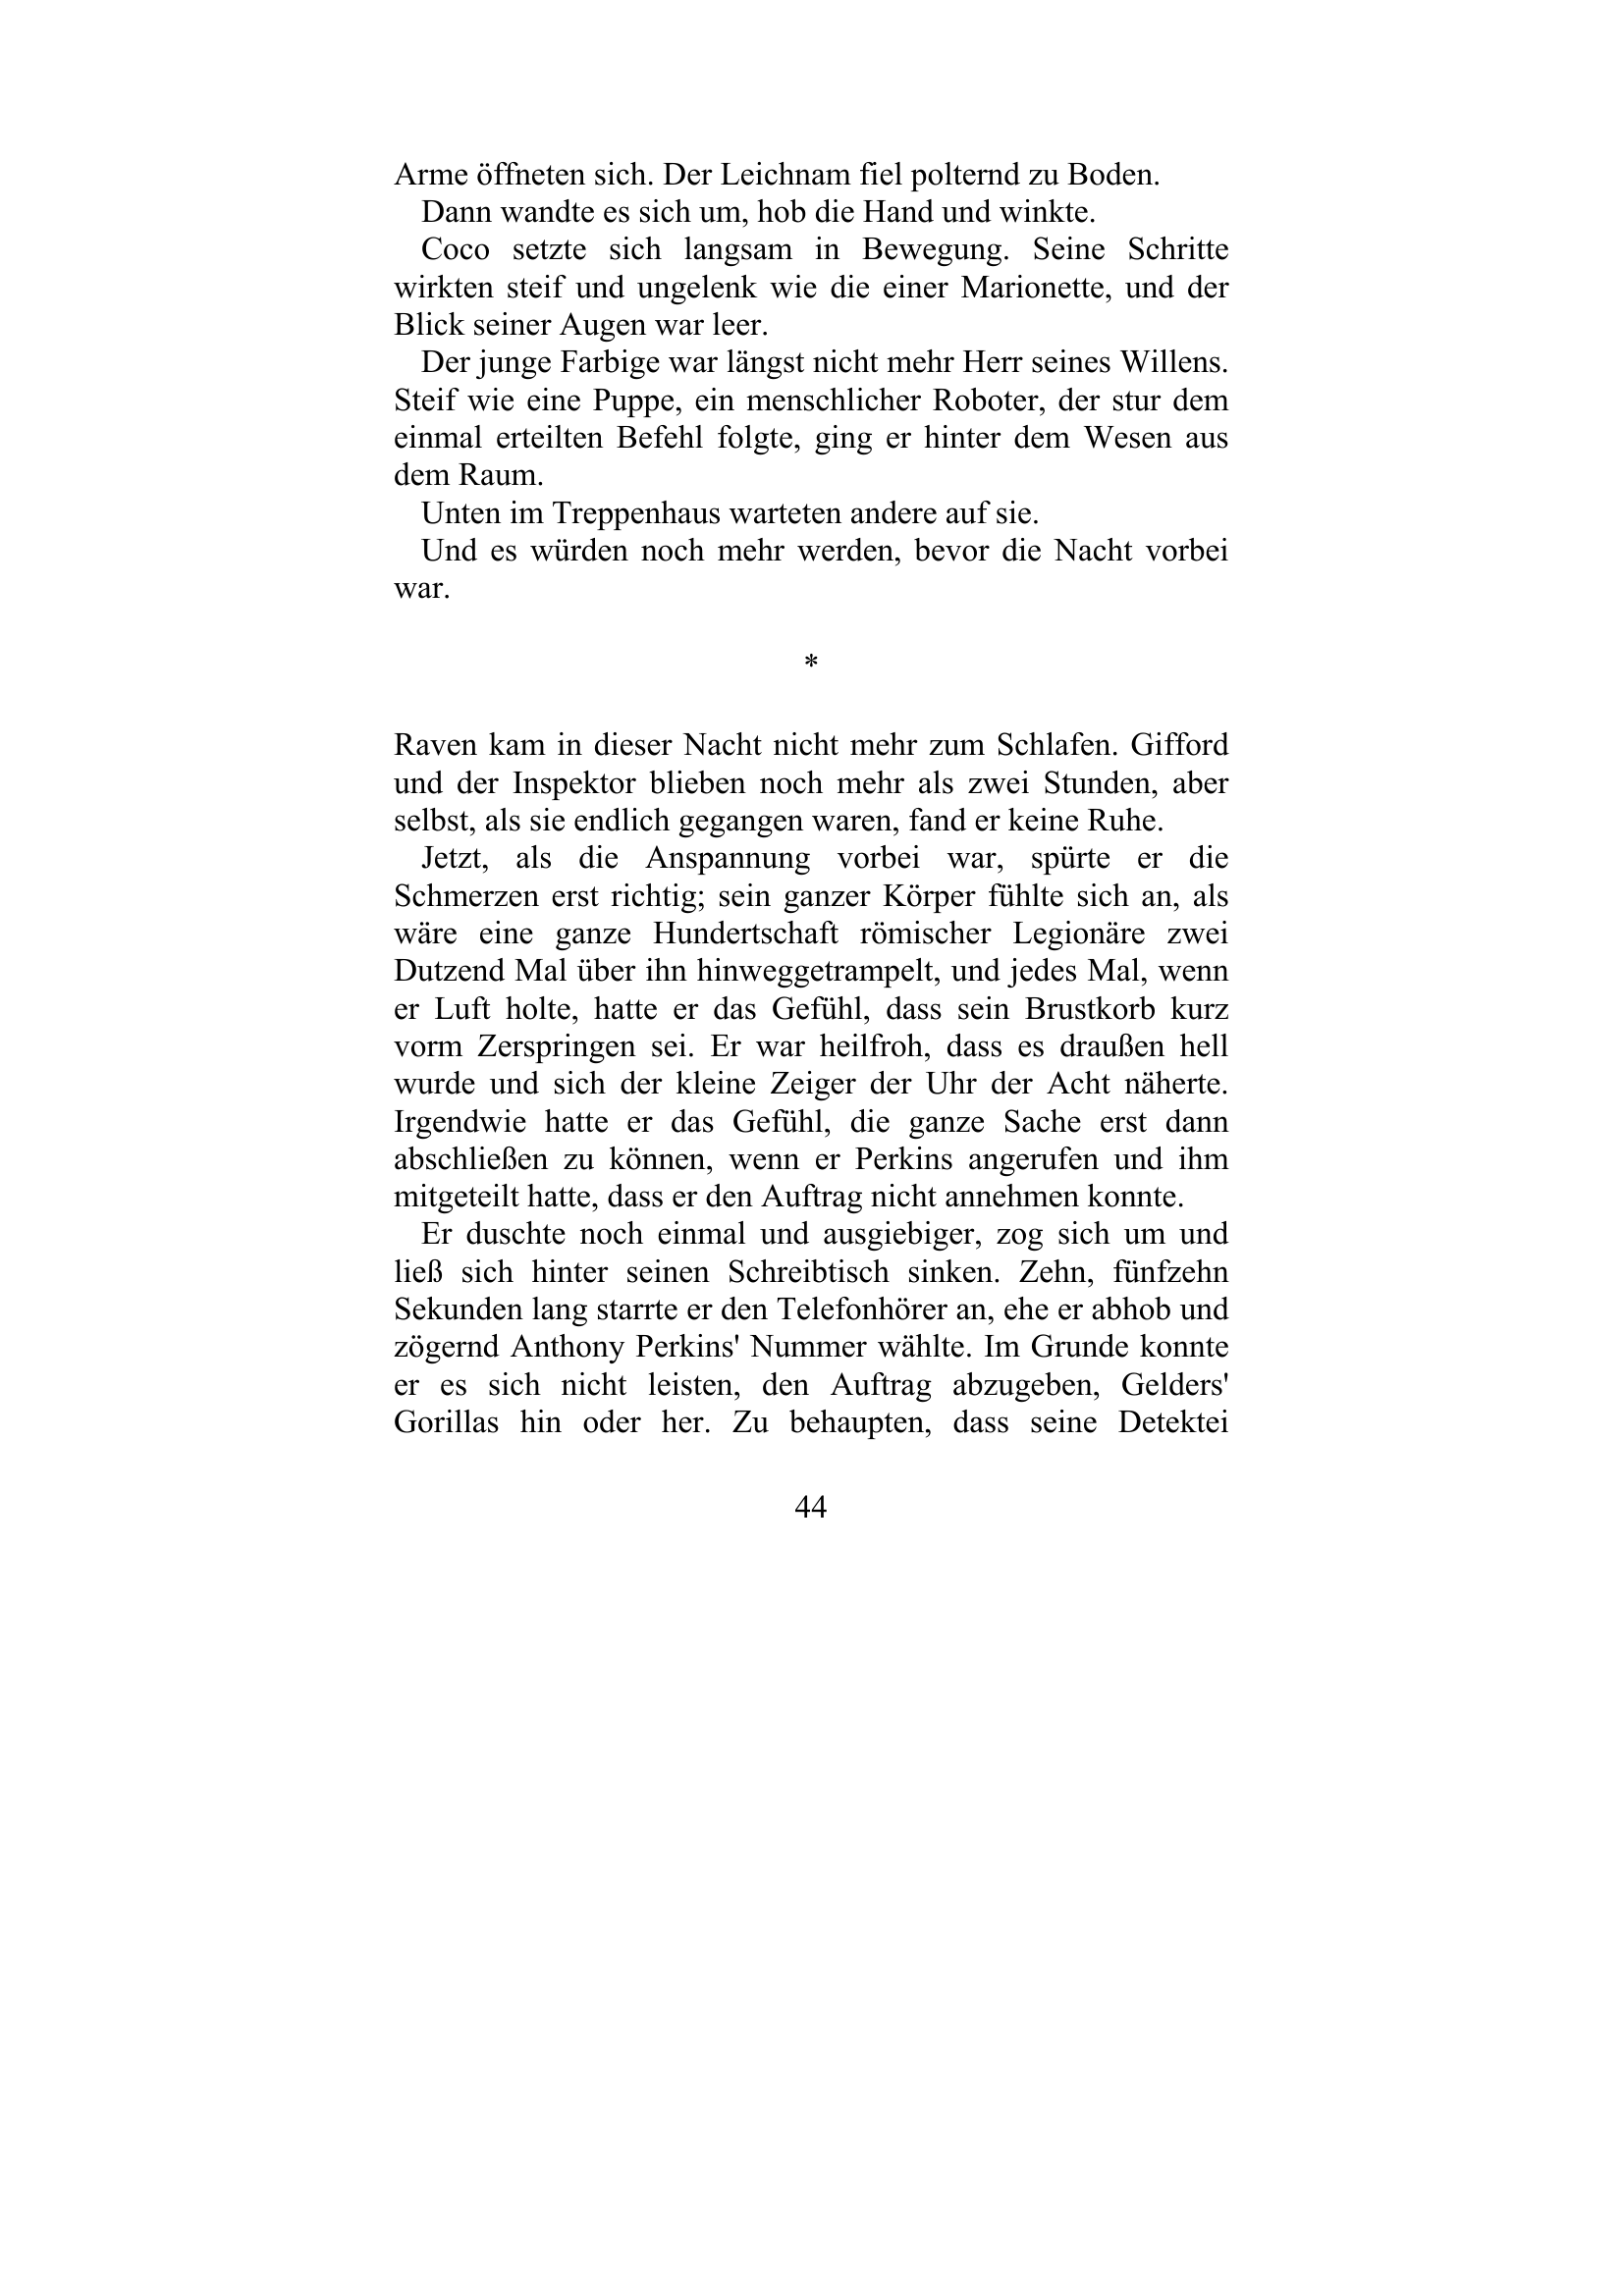 Arme öffneten sich. Der Leichnam fiel polternd zu Boden.
Dann wandte es sich um, hob die Hand und winkte.
Coco setzte sich langsam in Bewegung. Seine Schritte
wirkten steif und ungelenk wie die einer Marionette, und der
Blick seiner Augen war leer.
Der junge Farbige war längst nicht mehr Herr seines Willens.
Steif wie eine Puppe, ein menschlicher Roboter, der stur dem
einmal erteilten Befehl folgte, ging er hinter dem Wesen aus
dem Raum.
Unten im Treppenhaus warteten andere auf sie.
Und es würden noch mehr werden, bevor die Nacht vorbei
war.
*
Raven kam in dieser Nacht nicht mehr zum Schlafen. Gifford
und der Inspektor blieben noch mehr als zwei Stunden, aber
selbst, als sie endlich gegangen waren, fand er keine Ruhe.
Jetzt, als die Anspannung vorbei war, spürte er die
Schmerzen erst richtig; sein ganzer Körper fühlte sich an, als
wäre eine ganze Hundertschaft römischer Legionäre zwei
Dutzend Mal über ihn hinweggetrampelt, und jedes Mal, wenn
er Luft holte, hatte er das Gefühl, dass sein Brustkorb kurz
vorm Zerspringen sei. Er war heilfroh, dass es draußen hell
wurde und sich der kleine Zeiger der Uhr der Acht näherte.
Irgendwie hatte er das Gefühl, die ganze Sache erst dann
abschließen zu können, wenn er Perkins angerufen und ihm
mitgeteilt hatte, dass er den Auftrag nicht annehmen konnte.
Er duschte noch einmal und ausgiebiger, zog sich um und
ließ sich hinter seinen Schreibtisch sinken. Zehn, fünfzehn
Sekunden lang starrte er den Telefonhörer an, ehe er abhob und
zögernd Anthony Perkins' Nummer wählte. Im Grunde konnte
er es sich nicht leisten, den Auftrag abzugeben, Gelders'
Gorillas hin oder her. Zu behaupten, dass seine Detektei
44